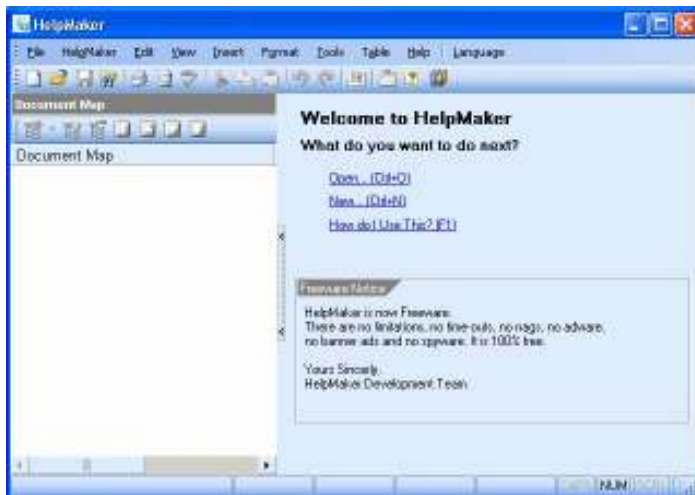 HelpMaker
File HelpMaker Edit View Insert Format Tools Table Help Language
Document Map
Document Map
Welcome to HelpMaker
What do you want to do next?
Open... (Ctrl+O)
New... (Ctrl+N)
How do I Use This? (F1)
Freeware Notice
HelpMaker is now Freeware.
There are no limitations, no time-outs, no nags, no adware,
no banner ads and no spyware. It is 100% free.
Yours Sincerly,
HelpMaker Development Team
NUM